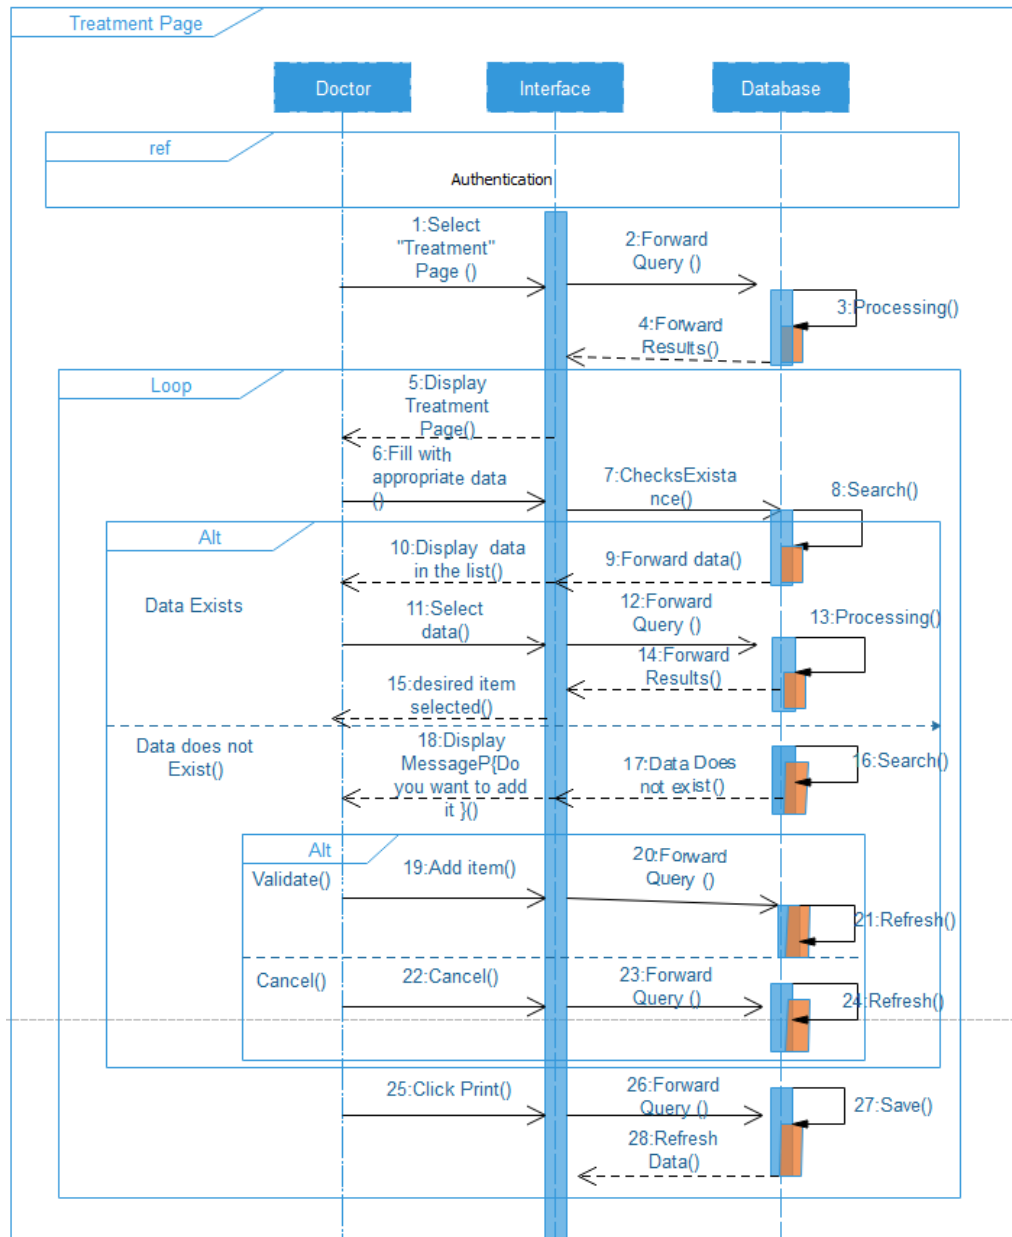 Treatment Page
Doctor
Interface
Database
ref
Authentication
1:Select
"Treatment"
Page ()
2:Forward
Query ()
3:Processing()
4:Forward
Results()
Loop
5:Display
Treatment
Page()
6:Fill with
appropriate data
()
7:ChecksExista
nce()
8:Search()
Alt
Data Exists
9:Forward data()
10:Display data
in the list()
11:Select
data()
12:Forward
Query ()
13:Processing()
14:Forward
Results()
15:desired item
selected()
Data does not
Exist()
16:Search()
17:Data Does
not exist()
18:Display
MessageP{Do
you want to add
it }()
Alt
Validate()
19:Add item()
20:Forward
Query ()
21:Refresh()
Cancel()
22:Cancel()
23:Forward
Query ()
24:Refresh()
25:Click Print()
26:Forward
Query ()
27:Save()
28:Refresh
Data()